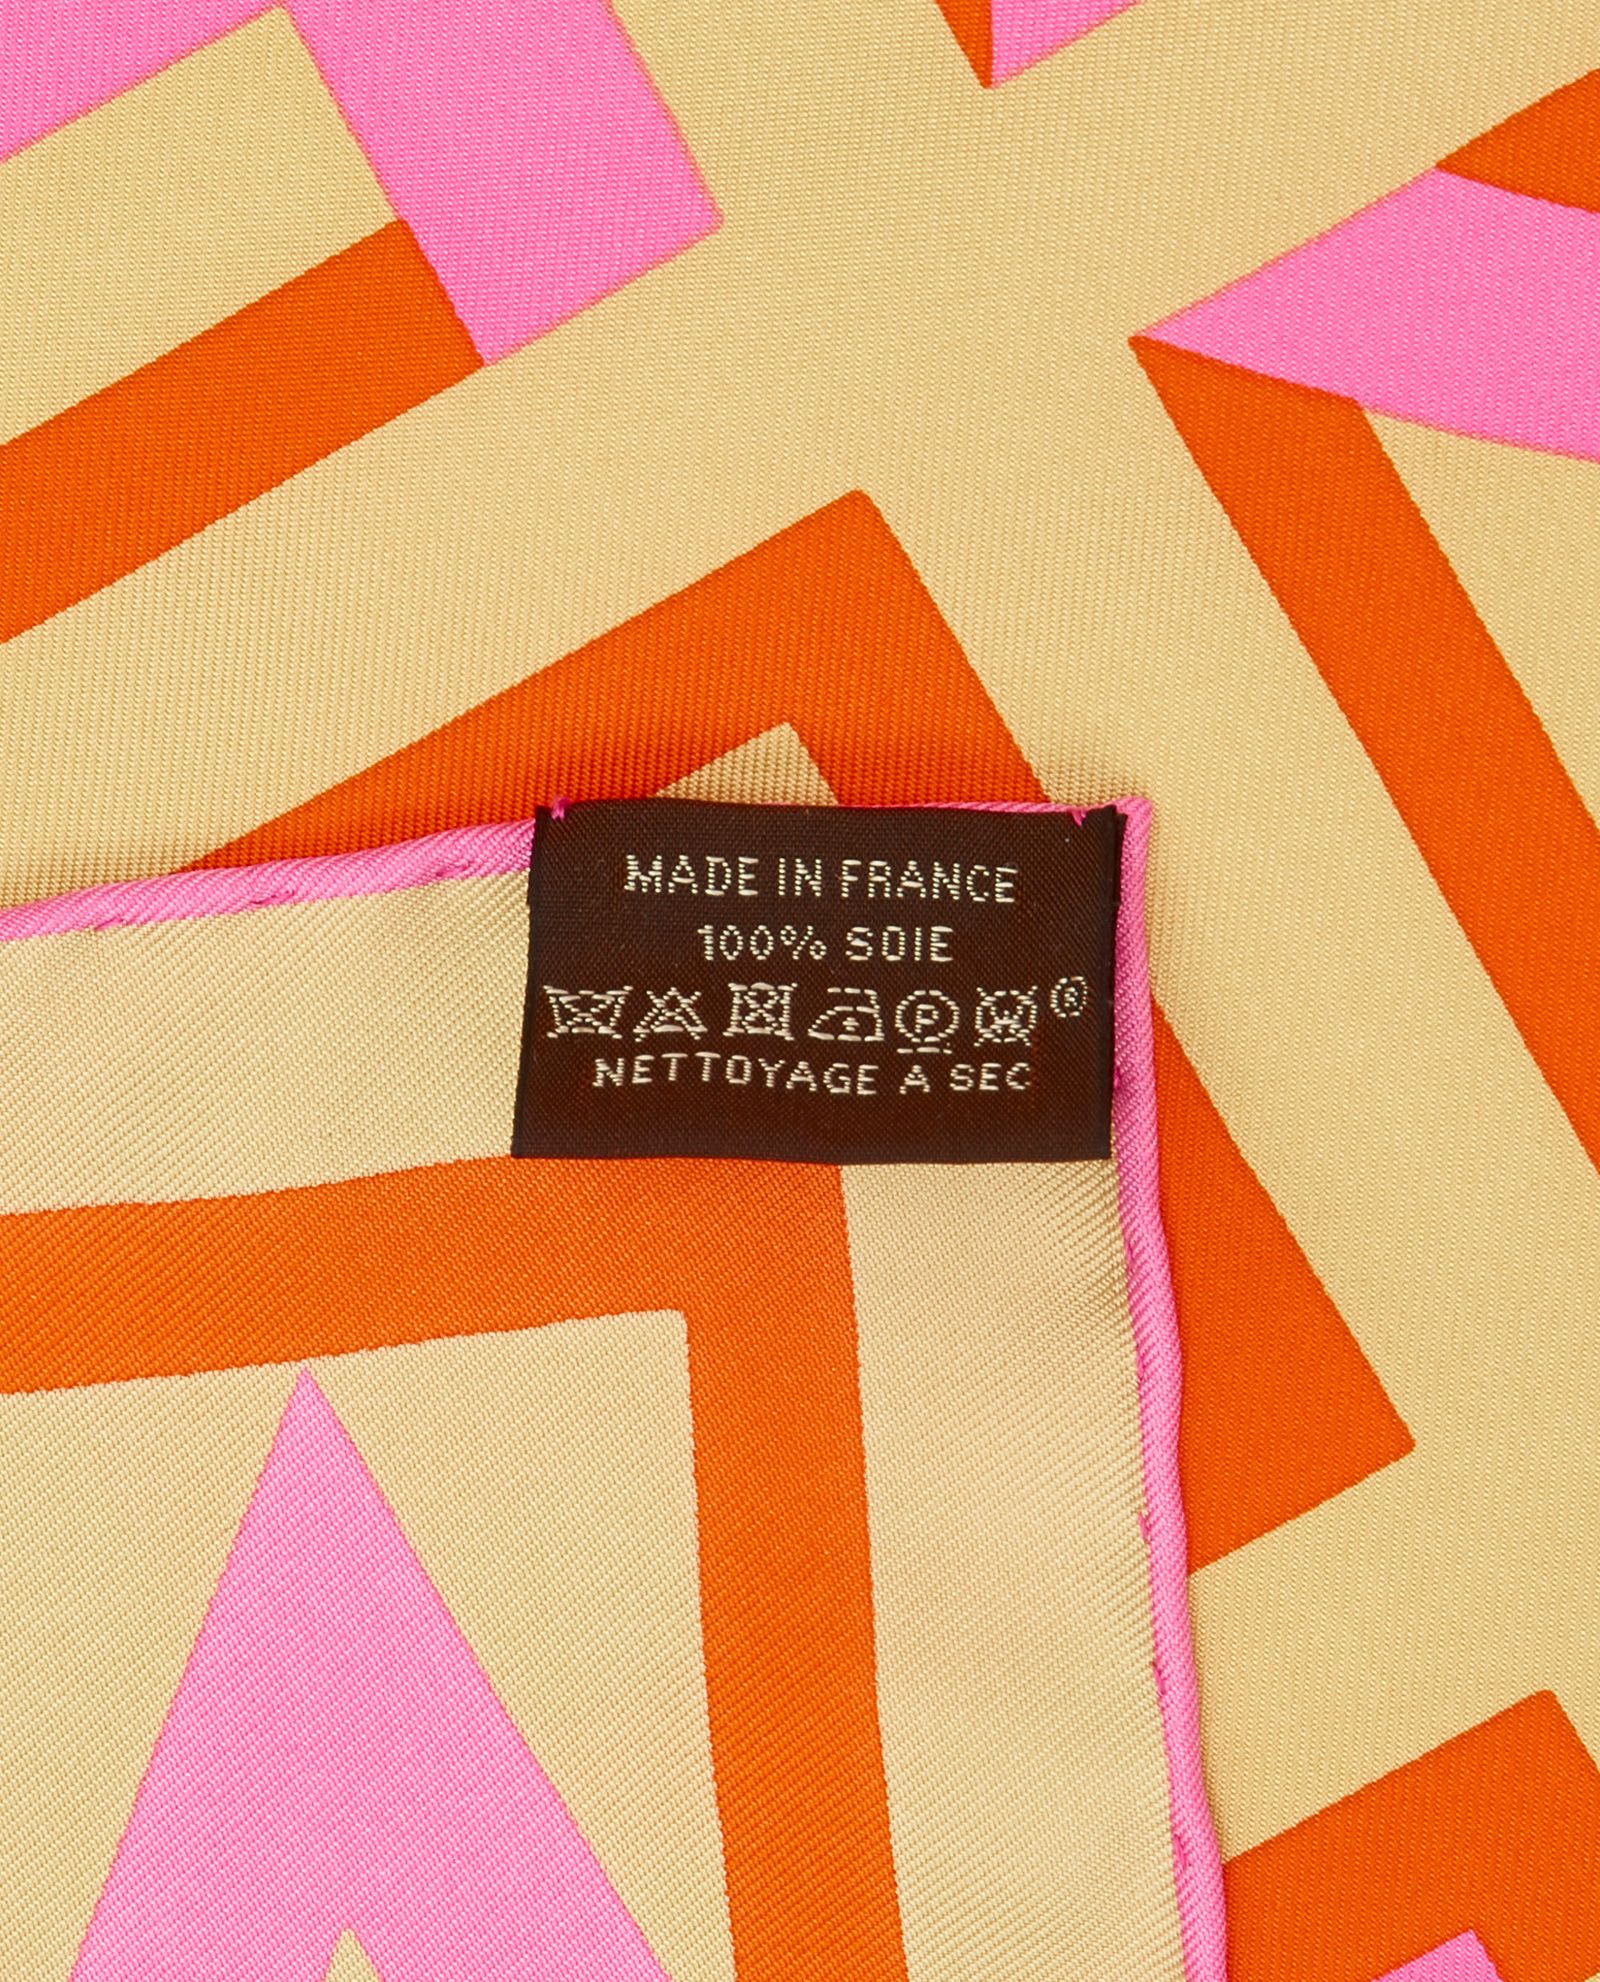 MADE IN FRANCE
100% SOIE
P W ®
NETTOYAGE A SEC